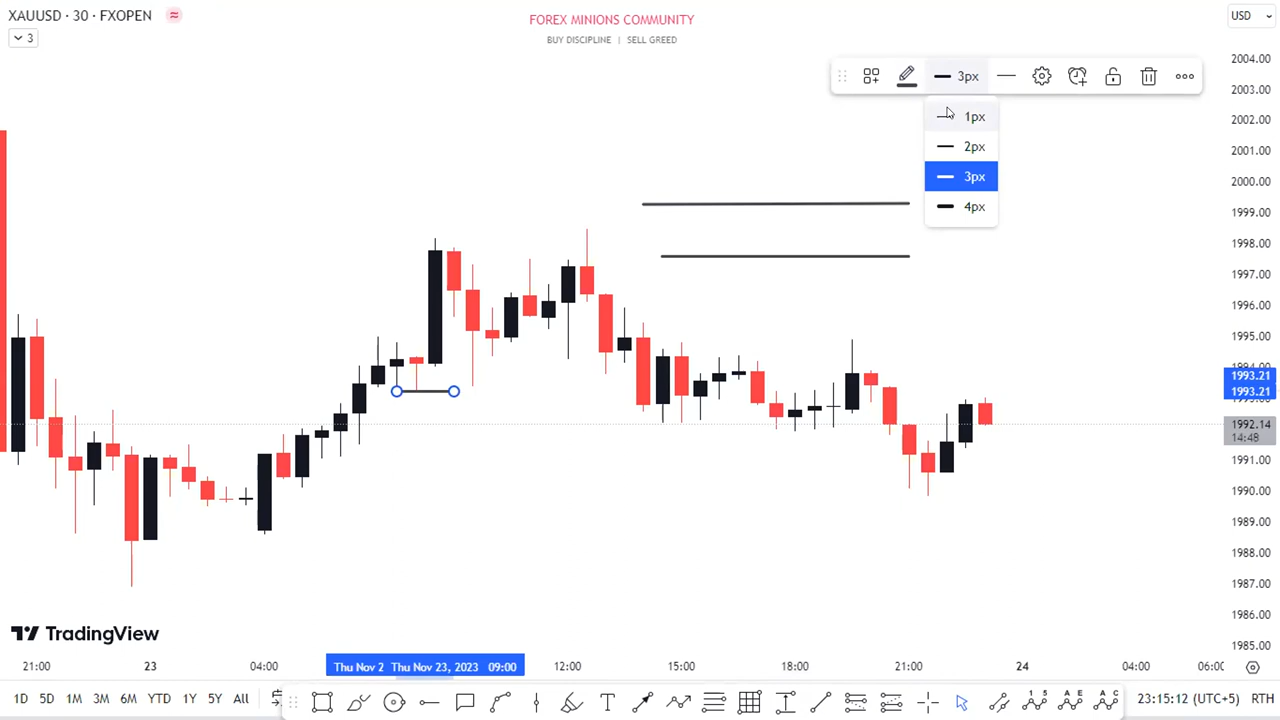 XAUUSD · 30 · FXOPEN
3
FOREX MINIONS COMMUNITY
BUY DISCIPLINE | SELL GREED
USD
3px
1px
2px
3px
4px
2004.00
2003.00
2002.00
2001.00
2000.00
1999.00
1998.00
1997.00
1996.00
1995.00
1993.21
1993.21
1992.14
14:48
1991.00
1990.00
1989.00
1988.00
1987.00
1986.00
1985.00
TradingView
21:00 23 04:00 Thu Nov 2 Thu Nov 23, 2023 09:00 12:00 15:00 18:00 21:00 24 04:00 06:00
1D 5D 1M 3M 6M YTD 1Y 5Y All
T
1 5
A E
A C
23:15:12 (UTC+5) RTH